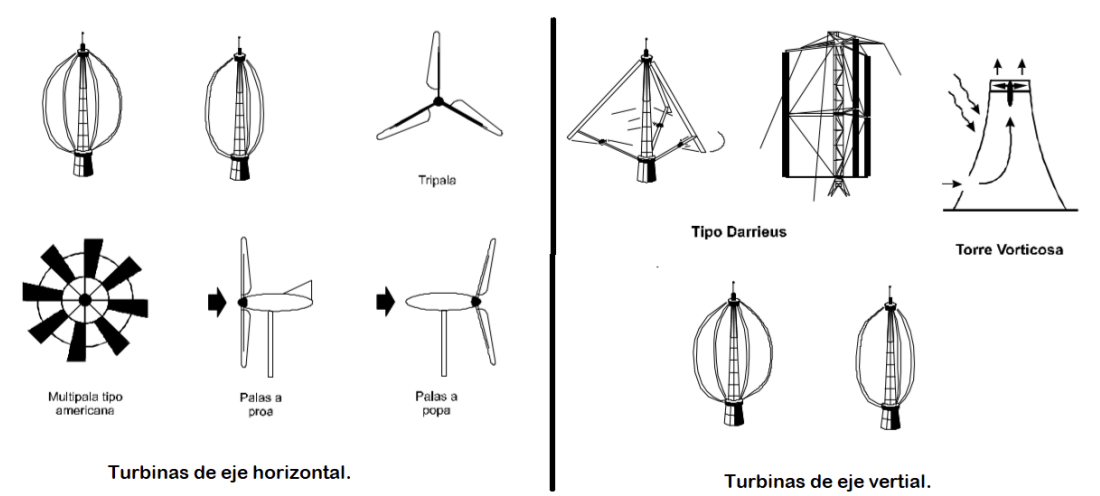 Tripala
Multipala tipo
americana
Palas a
proa
Palas a
popa
Turbinas de eje horizontal.
Tipo Darrieus
Torre Vorticosa
Turbinas de eje vertial.